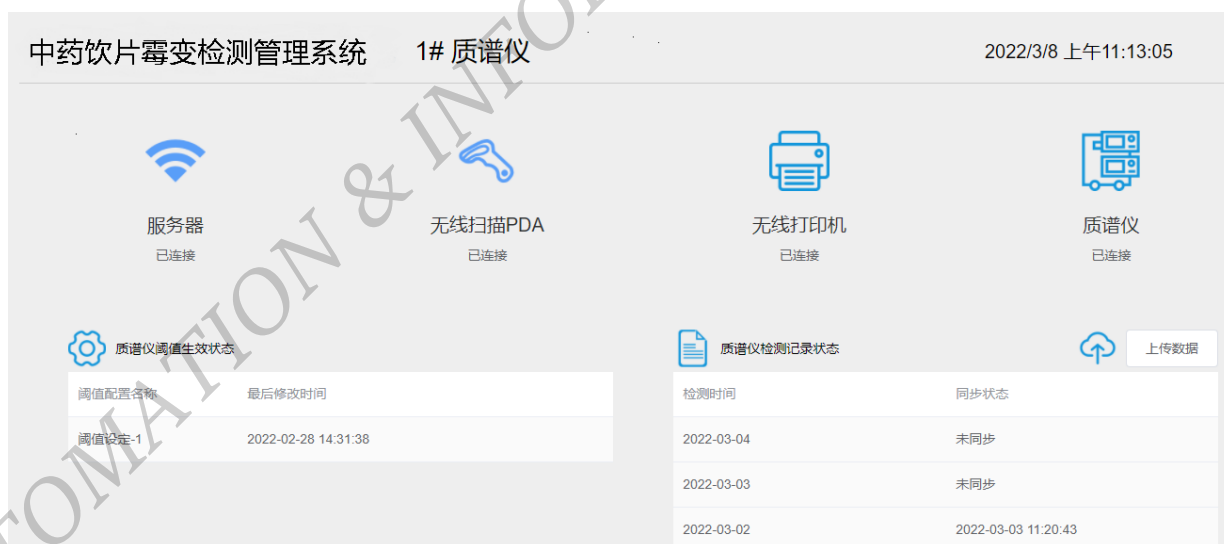 中药饮片霉变检测管理系统 1# 质谱仪 2022/3/8 上午11:13:05
服务器 无线扫描PDA 无线打印机 质谱仪
已连接 已连接 已连接 已连接
质谱仪阈值生效状态 质谱仪检测记录状态 上传数据
阈值配置名称 最后修改时间 检测时间 同步状态
阈值设定-1 2022-02-28 14:31:38 2022-03-04 未同步
2022-03-03 未同步
2022-03-02 2022-03-03 11:20:43
TOMATION & INFO